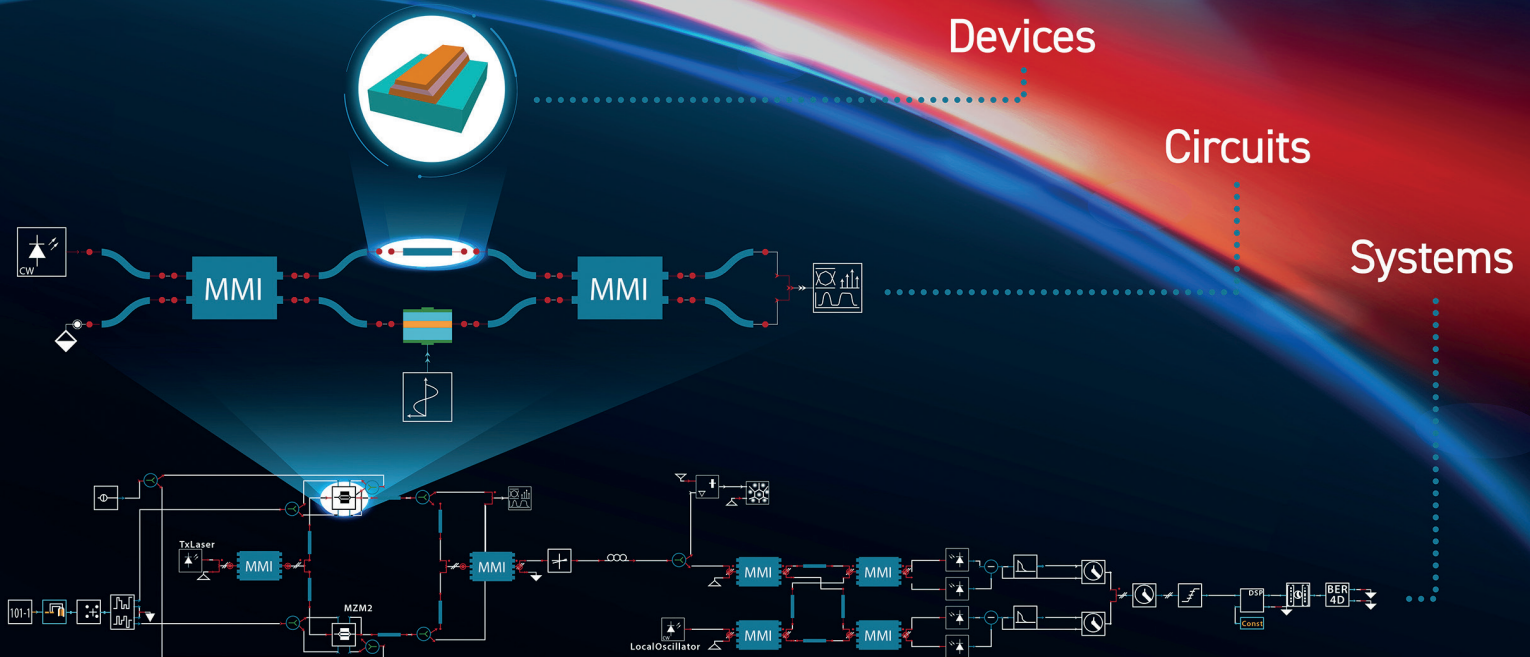 Devices
Circuits
Systems
CW
MMI
MMI
TxLaser
MMI
MMI
MZM2
101-1
MMI
MMI
CW
LocalOscillator
MMI
MMI
DSP
Const
BER
4D